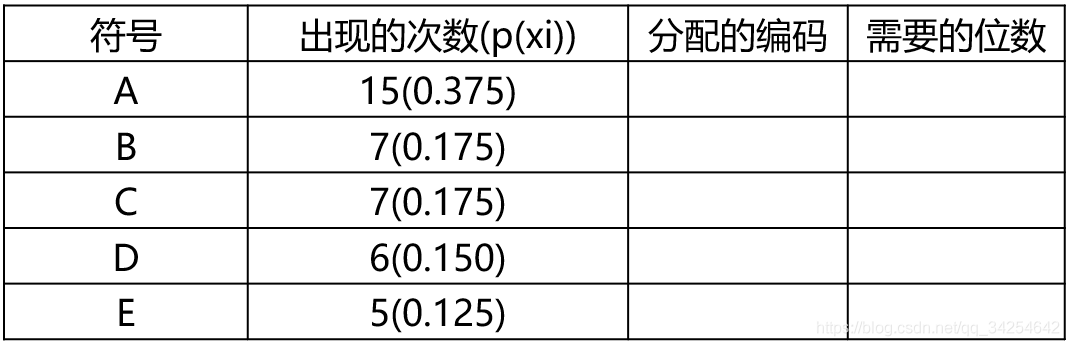 符号 出现的次数(p(xi)) 分配的编码 需要的位数
A 15(0.375)
B 7(0.175)
C 7(0.175)
D 6(0.150)
E 5(0.125)
https://blog.csdn.net/qq_34254642